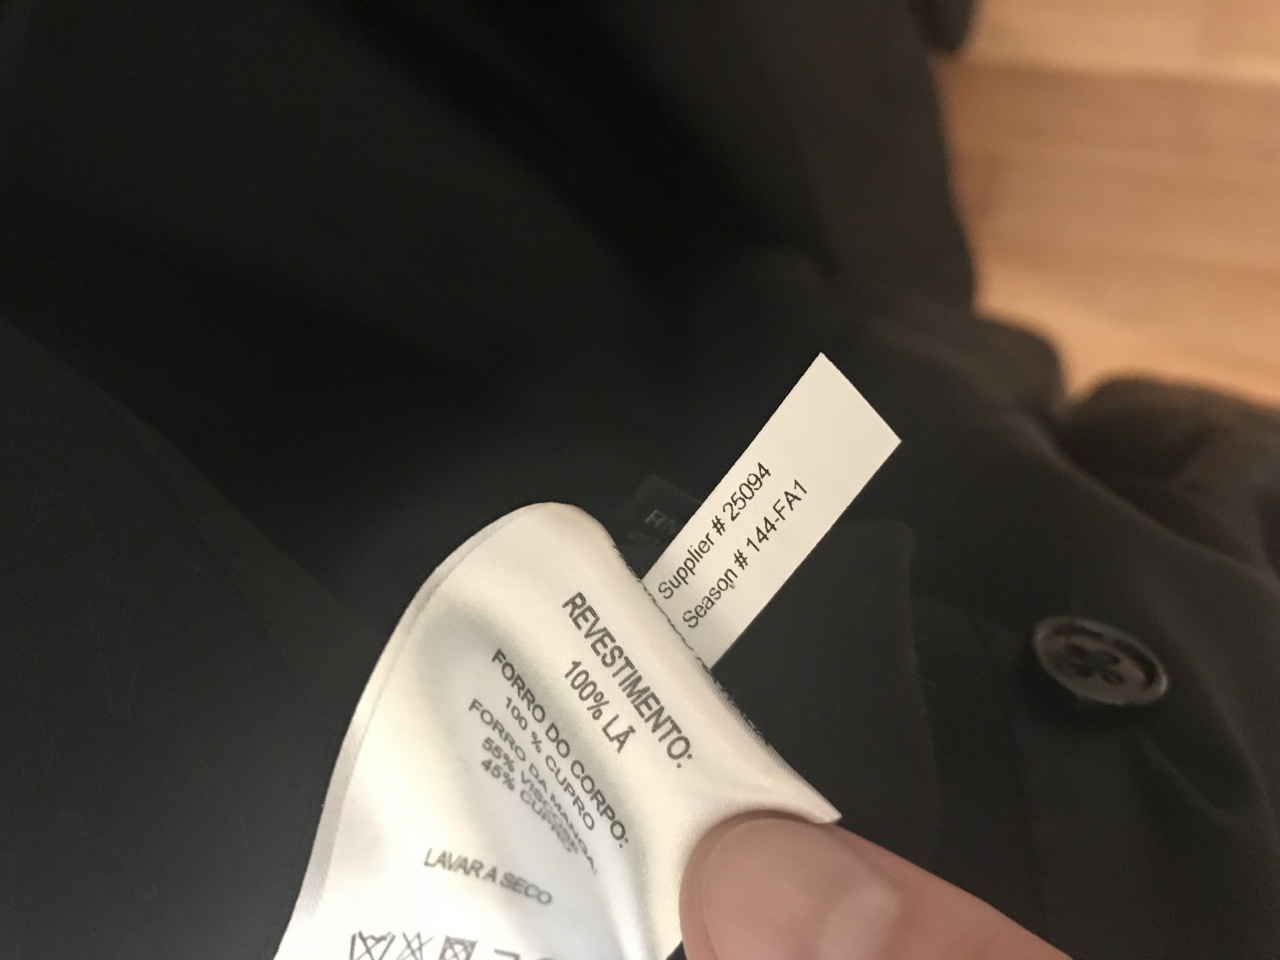 Supplier # 25094
Season # 144-FA1
REVESTIMENTO:
100% LÃ
FORRO DO CORPO:
100 % CUPRO
FORRO DA MANGA:
55% VISCOSE
45% CUPRO
LAVAR A SECO